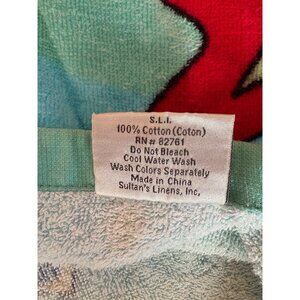 S.L.I.
100% Cotton (Coton)
RN# 82761
Do Not Bleach
Cool Water Wash
Wash Colors Separately
Made in China
Sultan's Linens, Inc.